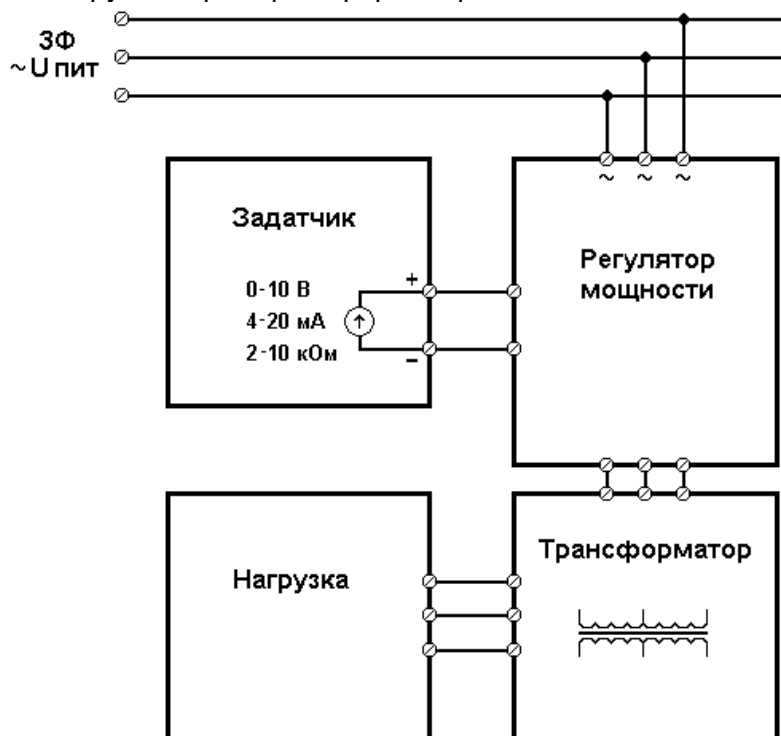 3Ф
~U пит
~ ~ ~
Задатчик
Регулятор
мощности
0-10 В
4-20 мА
2-10 кОм
+
−
Нагрузка
Трансформатор